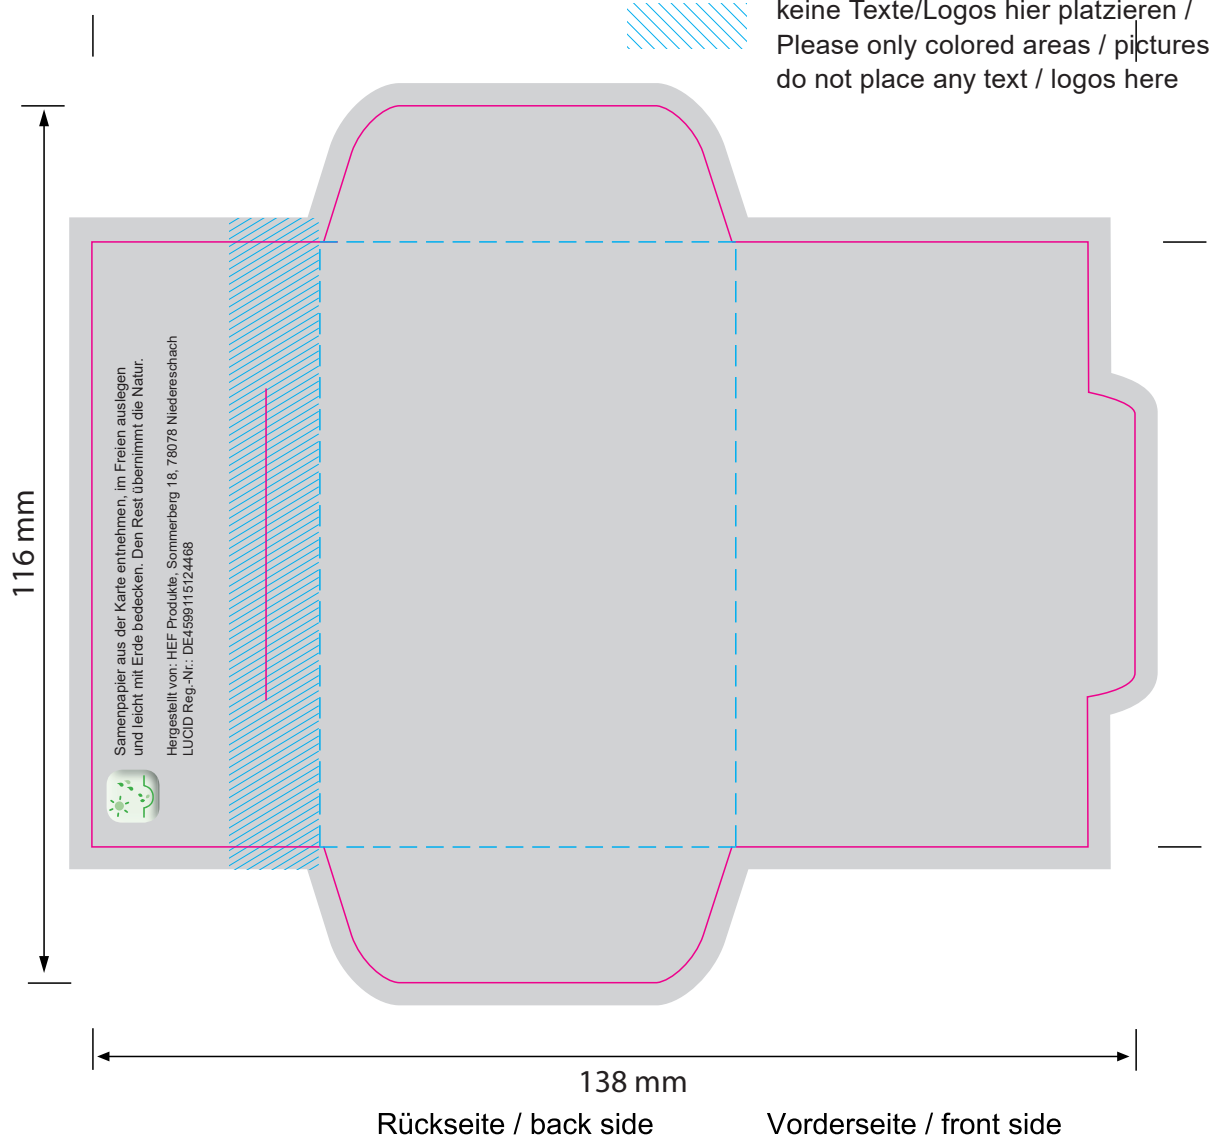 keine Texte/Logos hier platzieren /
Please only colored areas / pictures
do not place any text / logos here
116 mm
Samenpapier aus der Karte entnehmen, im Freien auslegen
und leicht mit Erde bedecken. Den Rest übernimmt die Natur.
Hergestellt von: HEF Produkte, Sommerberg 18, 78078 Niedereschach
LUCID Reg.-Nr.: DE4599115124468
138 mm
Rückseite / back side
Vorderseite / front side